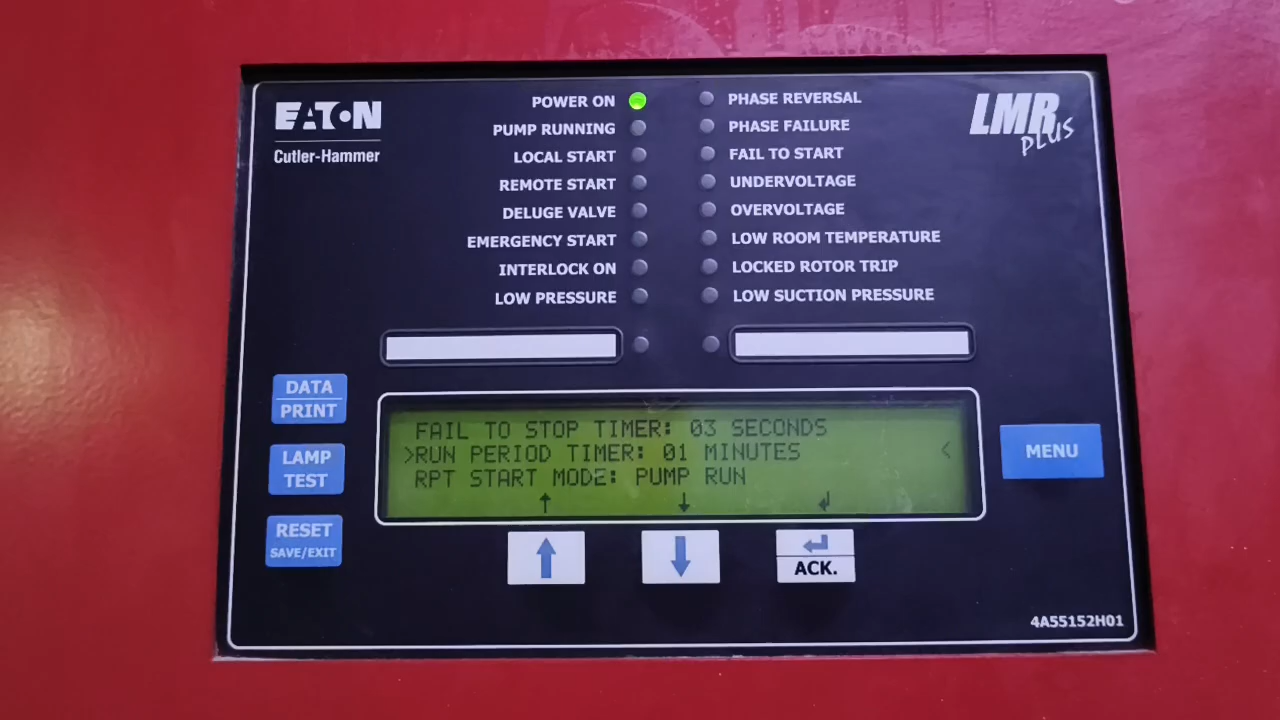 EATON
Cutler-Hammer
LMR
PLUS
POWER ON
PUMP RUNNING
LOCAL START
REMOTE START
DELUGE VALVE
EMERGENCY START
INTERLOCK ON
LOW PRESSURE
PHASE REVERSAL
PHASE FAILURE
FAIL TO START
UNDERVOLTAGE
OVERVOLTAGE
LOW ROOM TEMPERATURE
LOCKED ROTOR TRIP
LOW SUCTION PRESSURE
DATA
PRINT
LAMP
TEST
RESET
SAVE/EXIT
FAIL TO STOP TIMER: 03 SECONDS
>RUN PERIOD TIMER: 01 MINUTES <
RPT START MODE: PUMP RUN
↑ ↓ ↲
MENU
↑ ↓ ↲
ACK.
4A55152H01